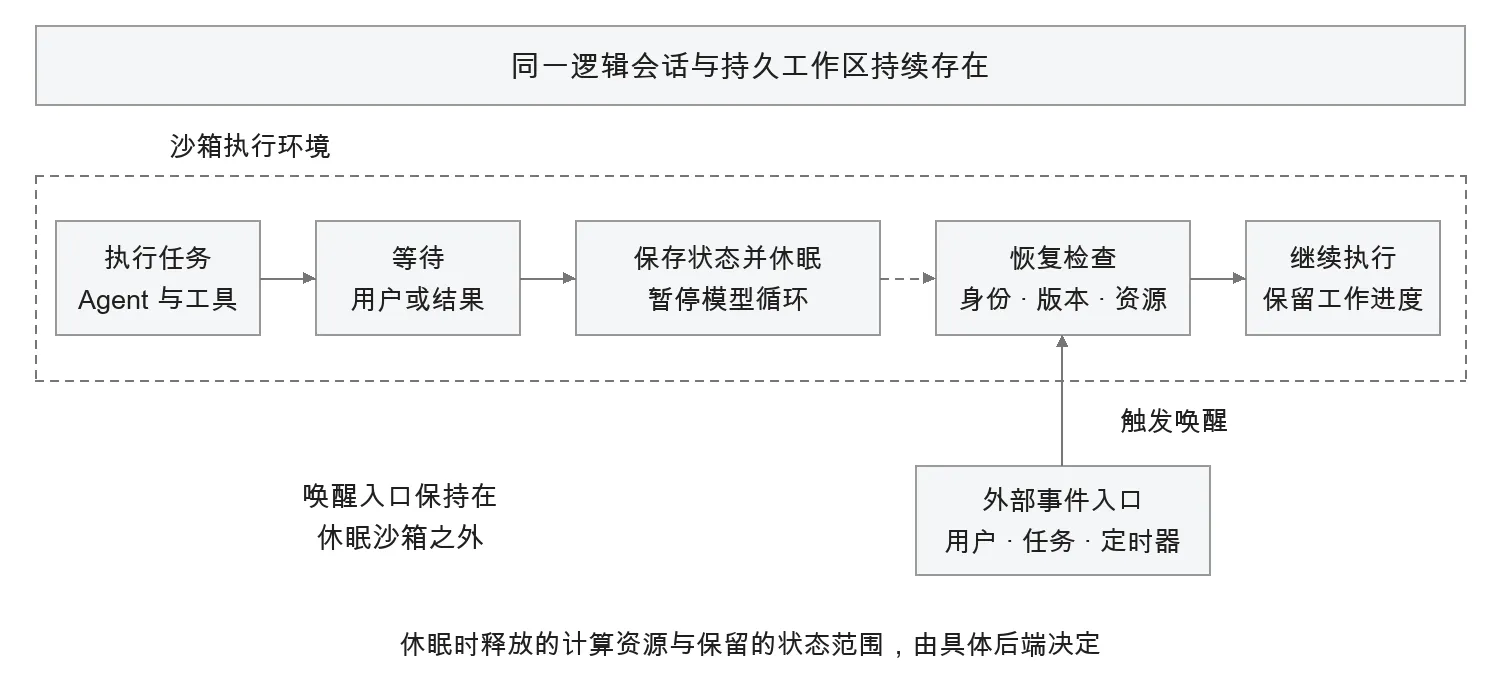 同一逻辑会话与持久工作区持续存在
沙箱执行环境
执行任务
Agent 与工具
等待
用户或结果
保存状态并休眠
暂停模型循环
恢复检查
身份 · 版本 · 资源
继续执行
保留工作进度
触发唤醒
唤醒入口保持在
休眠沙箱之外
外部事件入口
用户 · 任务 · 定时器
休眠时释放的计算资源与保留的状态范围，由具体后端决定